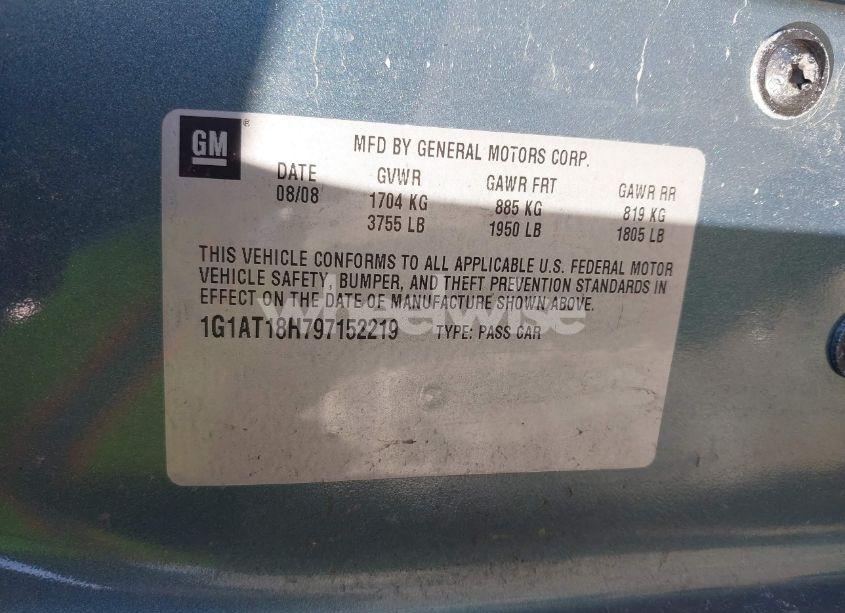 GM ®
MFD BY GENERAL MOTORS CORP.
DATE GVWR GAWR FRT GAWR RR
08/08 1704 KG 885 KG 819 KG
3755 LB 1950 LB 1805 LB
THIS VEHICLE CONFORMS TO ALL APPLICABLE U.S. FEDERAL MOTOR
VEHICLE SAFETY, BUMPER, AND THEFT PREVENTION STANDARDS IN
EFFECT ON THE DATE OF MANUFACTURE SHOWN ABOVE.
wheelwise
1G1AT18H797152219 TYPE: PASS CAR